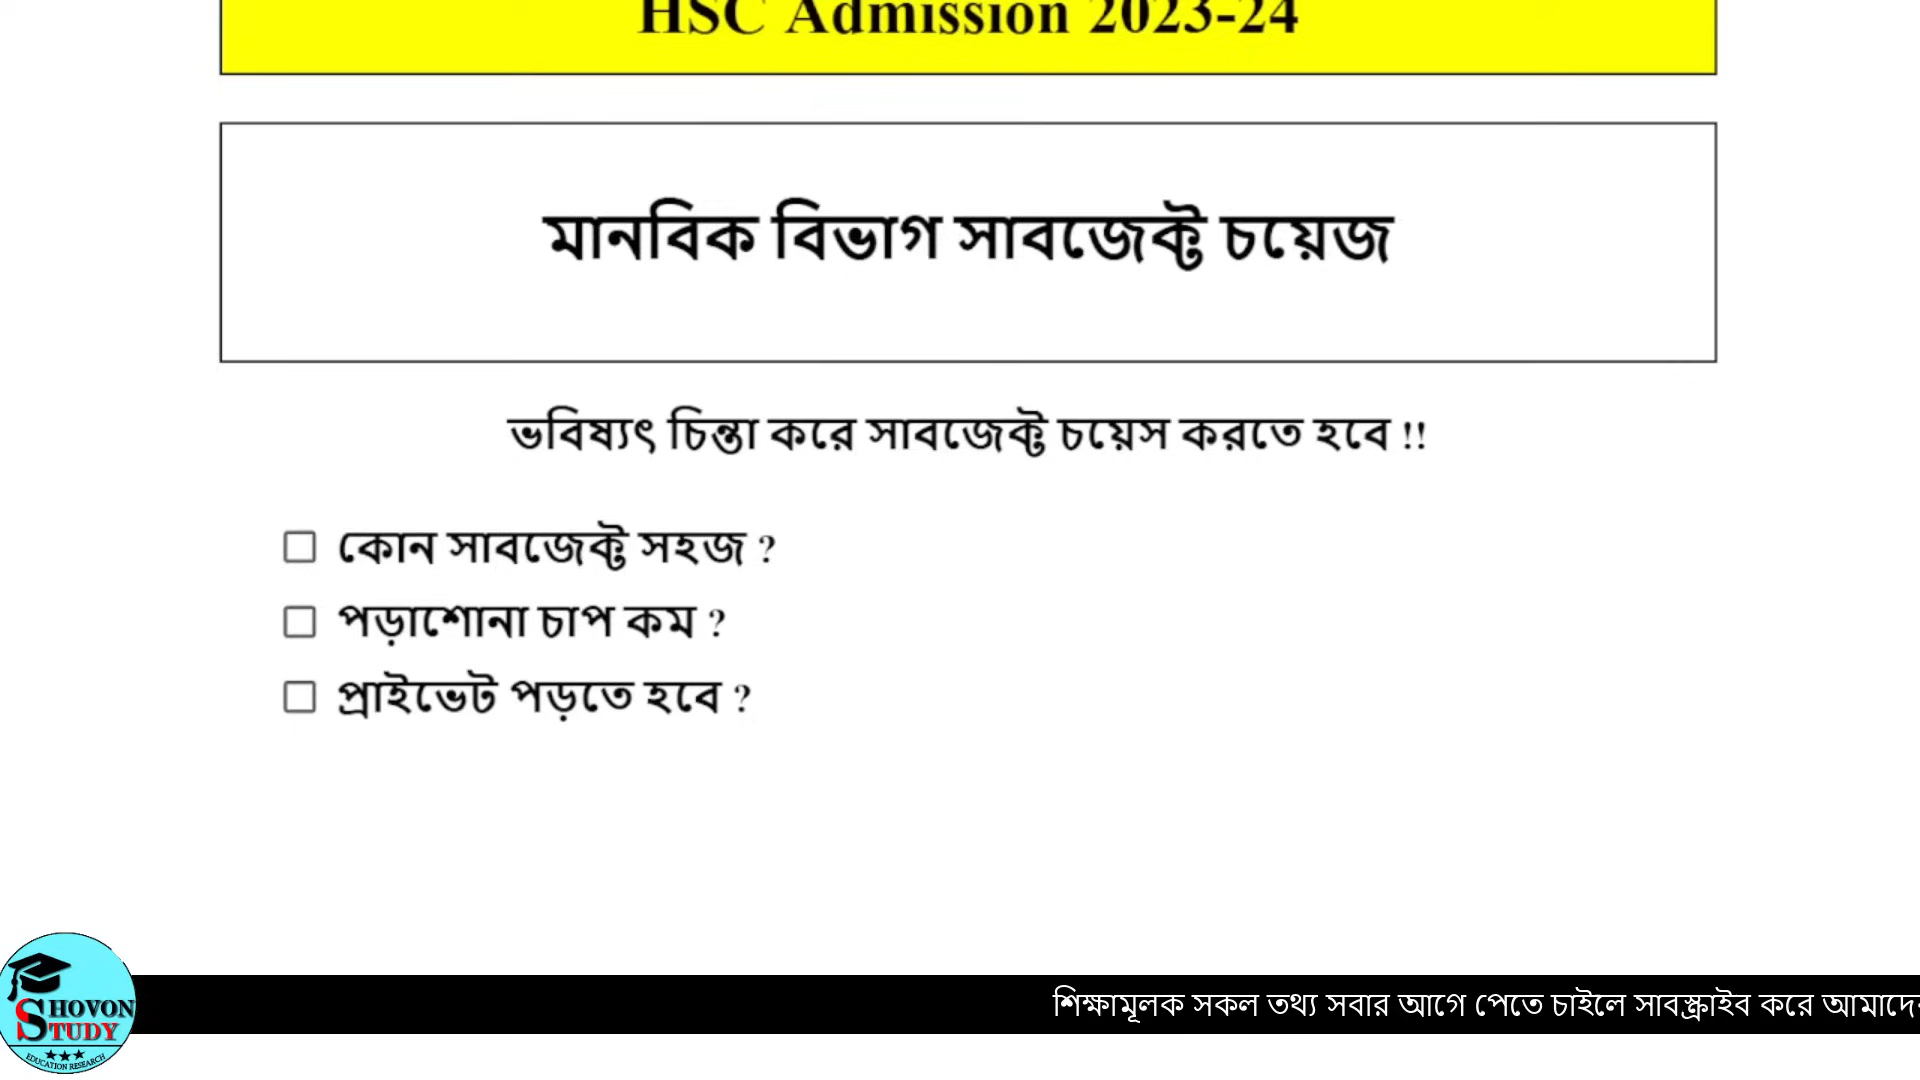 HSC Admission 2023-24
মানবিক বিভাগ সাবজেক্ট চয়েজ
ভবিষ্যৎ চিন্তা করে সাবজেক্ট চয়েস করতে হবে !!
কোন সাবজেক্ট সহজ ?
পড়াশোনা চাপ কম ?
প্রাইভেট পড়তে হবে ?
শিক্ষামূলক সকল তথ্য সবার আগে পেতে চাইলে সাবস্ক্রাইব করে
SHOVON
STUDY
EDUCATION RESEARCH